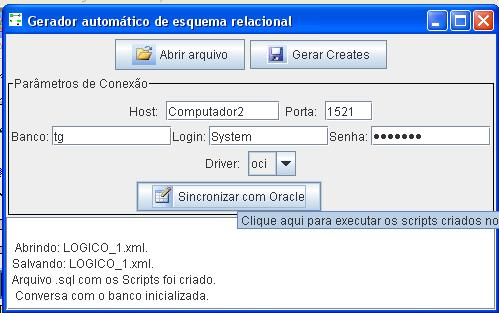 Gerador automático de esquema relacional
Abrir arquivo Gerar Creates
Parâmetros de Conexão
Host: Computador2 Porta: 1521
Banco: tg Login: System Senha: •••••••
Driver: oci
Sincronizar com Oracle
Clique aqui para executar os scripts criados no
Abrindo: LOGICO_1.xml.
Salvando: LOGICO_1.xml.
Arquivo .sql com os Scripts foi criado.
Conversa com o banco inicializada.